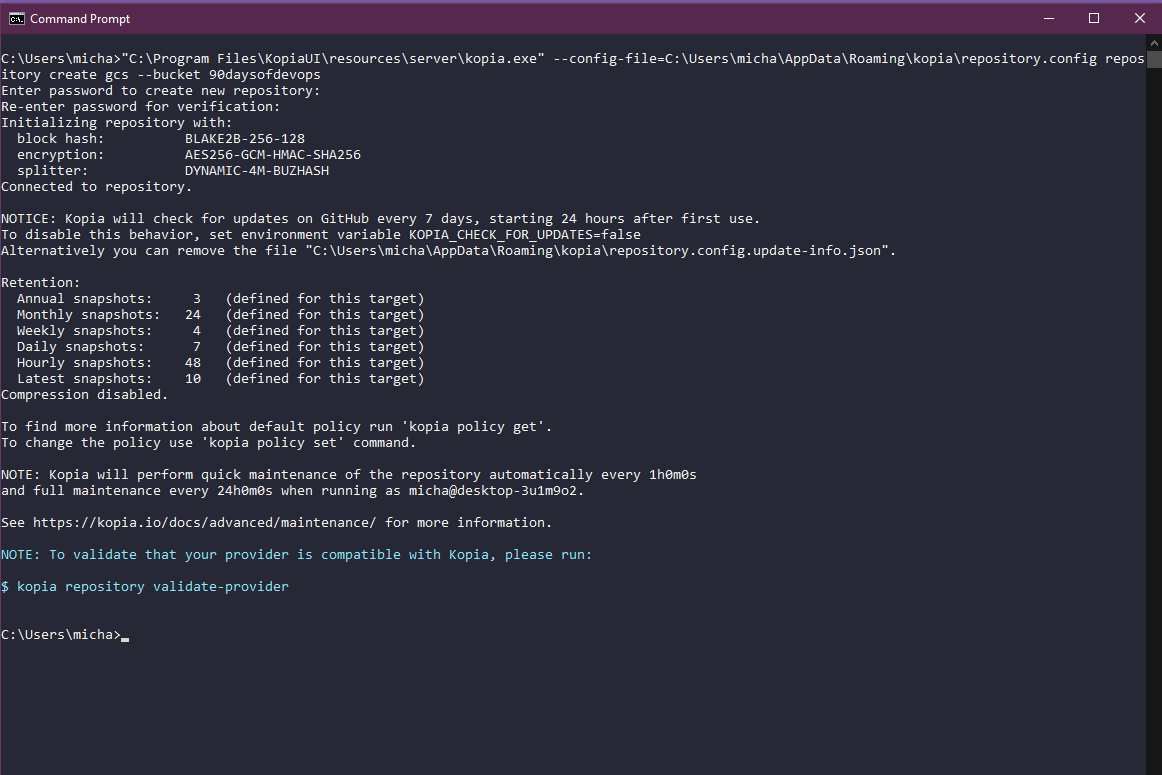 Command Prompt
C:\Users\micha>"C:\Program Files\KopiaUI\resources\server\kopia.exe" --config-file=C:\Users\micha\AppData\Roaming\kopia\repository.config repos
itory create gcs --bucket 90daysofdevops
Enter password to create new repository:
Re-enter password for verification:
Initializing repository with:
  block hash:          BLAKE2B-256-128
  encryption:          AES256-GCM-HMAC-SHA256
  splitter:            DYNAMIC-4M-BUZHASH
Connected to repository.

NOTICE: Kopia will check for updates on GitHub every 7 days, starting 24 hours after first use.
To disable this behavior, set environment variable KOPIA_CHECK_FOR_UPDATES=false
Alternatively you can remove the file "C:\Users\micha\AppData\Roaming\kopia\repository.config.update-info.json".

Retention:
  Annual snapshots:     3   (defined for this target)
  Monthly snapshots:   24   (defined for this target)
  Weekly snapshots:     4   (defined for this target)
  Daily snapshots:      7   (defined for this target)
  Hourly snapshots:    48   (defined for this target)
  Latest snapshots:    10   (defined for this target)
Compression disabled.

To find more information about default policy run 'kopia policy get'.
To change the policy use 'kopia policy set' command.

NOTE: Kopia will perform quick maintenance of the repository automatically every 1h0m0s
and full maintenance every 24h0m0s when running as micha@desktop-3u1m9o2.

See https://kopia.io/docs/advanced/maintenance/ for more information.

NOTE: To validate that your provider is compatible with Kopia, please run:

$ kopia repository validate-provider

C:\Users\micha>